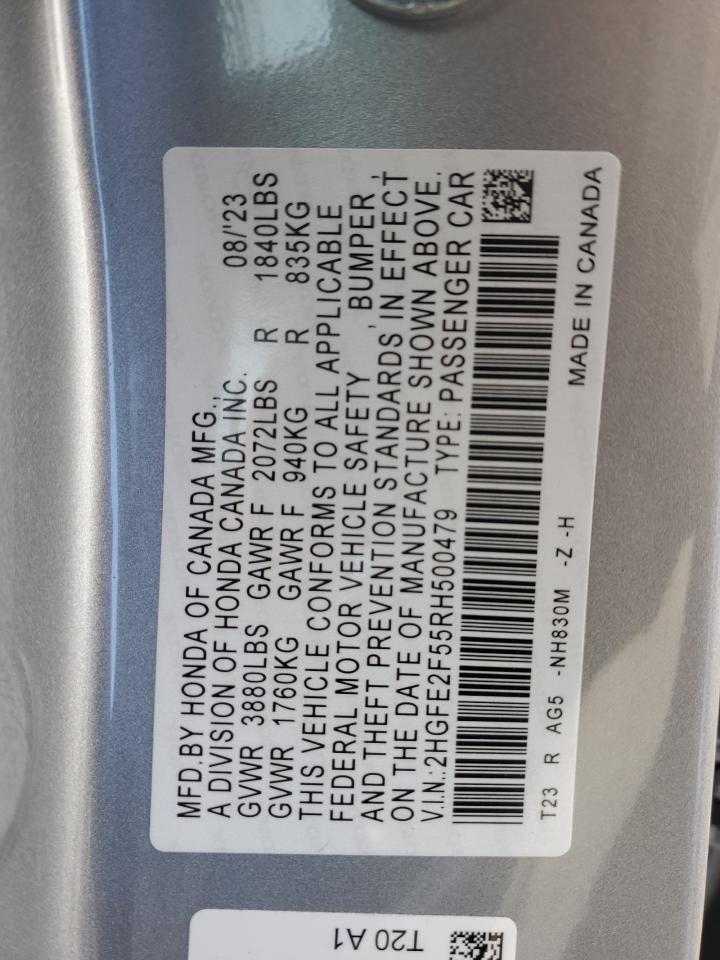 MFD.BY HONDA OF CANADA MFG.,
A DIVISION OF HONDA CANADA INC. 08/'23
GVWR 3880LBS GAWR F 2072LBS R 1840LBS
GVWR 1760KG GAWR F 940KG R 835KG
THIS VEHICLE CONFORMS TO ALL APPLICABLE
FEDERAL MOTOR VEHICLE SAFETY , BUMPER ,
AND THEFT PREVENTION STANDARDS IN EFFECT
ON THE DATE OF MANUFACTURE SHOWN ABOVE.
V.I.N.:2HGFE2F55RH500479 TYPE: PASSENGER CAR
T23 R AG5 -NH830M -Z -H
MADE IN CANADA
T20 A1